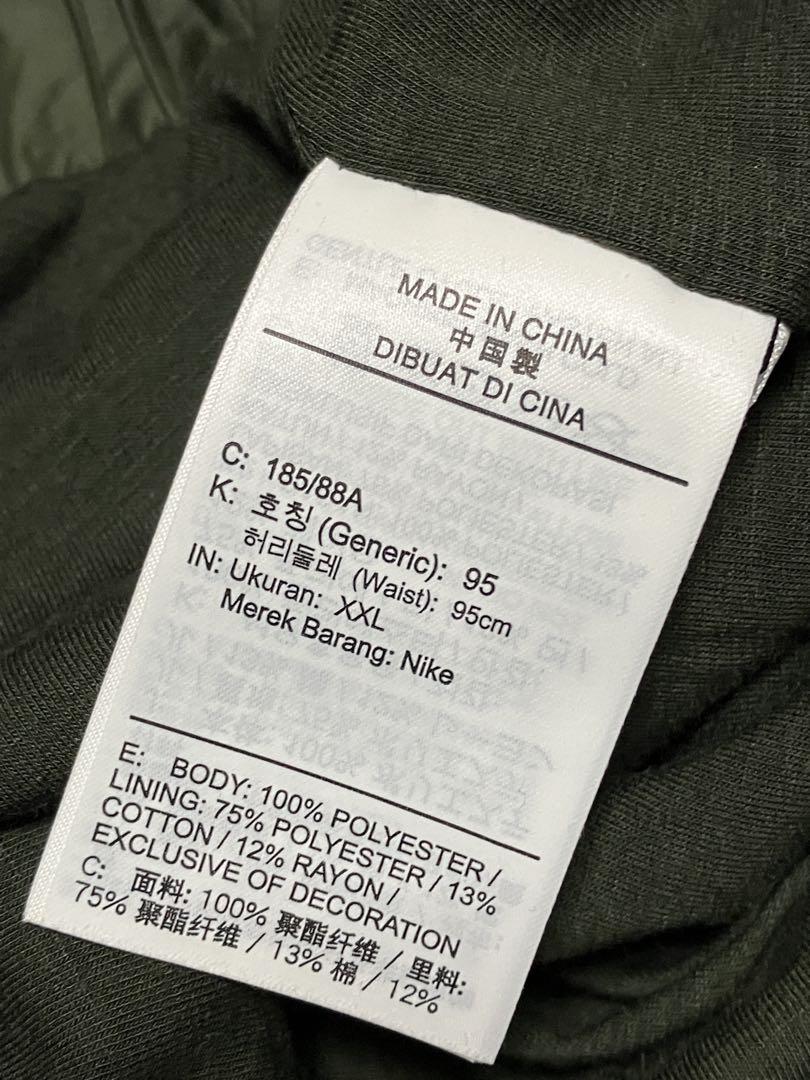 MADE IN CHINA
中国製
DIBUAT DI CINA
C: 185/88A
K: 호칭 (Generic): 95
허리둘레 (Waist): 95cm
IN: Ukuran: XXL
Merek Barang: Nike
E: BODY: 100% POLYESTER /
LINING: 75% POLYESTER / 13%
COTTON / 12% RAYON /
EXCLUSIVE OF DECORATION
C: 面料: 100% 聚酯纤维 / 里料:
75% 聚酯纤维 / 13% 棉 / 12%